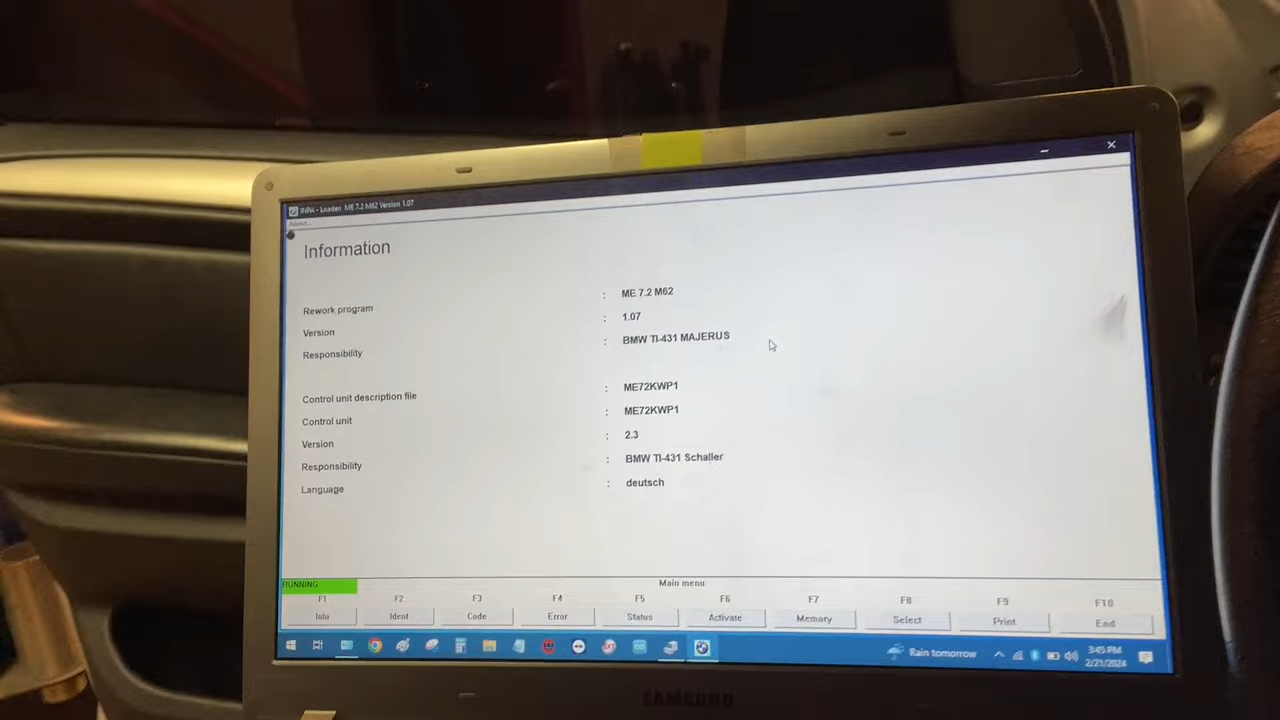 INPA - Loader: ME 7.2 M62 Version 1.07
About...
Information
Rework program : ME 7.2 M62
Version : 1.07
Responsibility : BMW TI-431 MAJERUS
Control unit description file : ME72KWP1
Control unit : ME72KWP1
Version : 2.3
Responsibility : BMW TI-431 Schaller
Language : deutsch
RUNNING Main menu
F1 F2 F3 F4 F5 F6 F7 F8 F9 F10
Info Ident Code Error Status Activate Memory Select Print End
Rain tomorrow 3:45 PM
2/21/2024
SAMSUNG